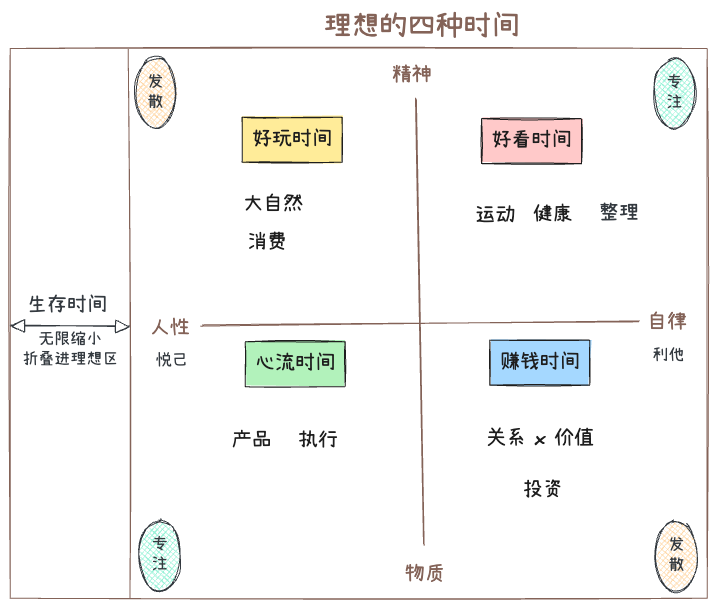 理想的四种时间
发散
精神
专注
好玩时间
好看时间
大自然
消费
运动 健康 整理
生存时间
无限缩小
折叠进理想区
人性
自律
悦己
利他
心流时间
赚钱时间
产品 执行
关系 x 价值
投资
专注
物质
发散